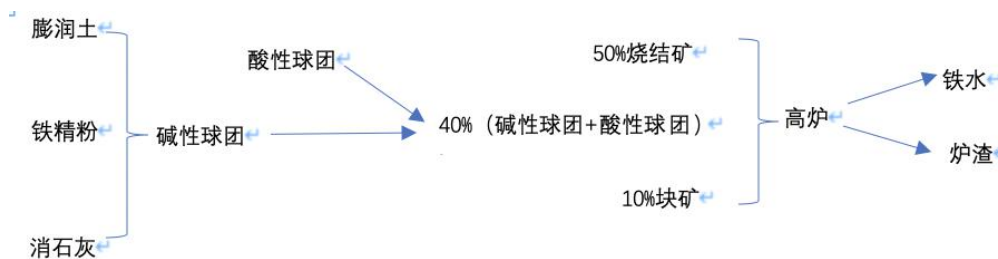 膨润土
铁精粉
消石灰
碱性球团
酸性球团
50%烧结矿
40%（碱性球团+酸性球团）
10%块矿
高炉
铁水
炉渣